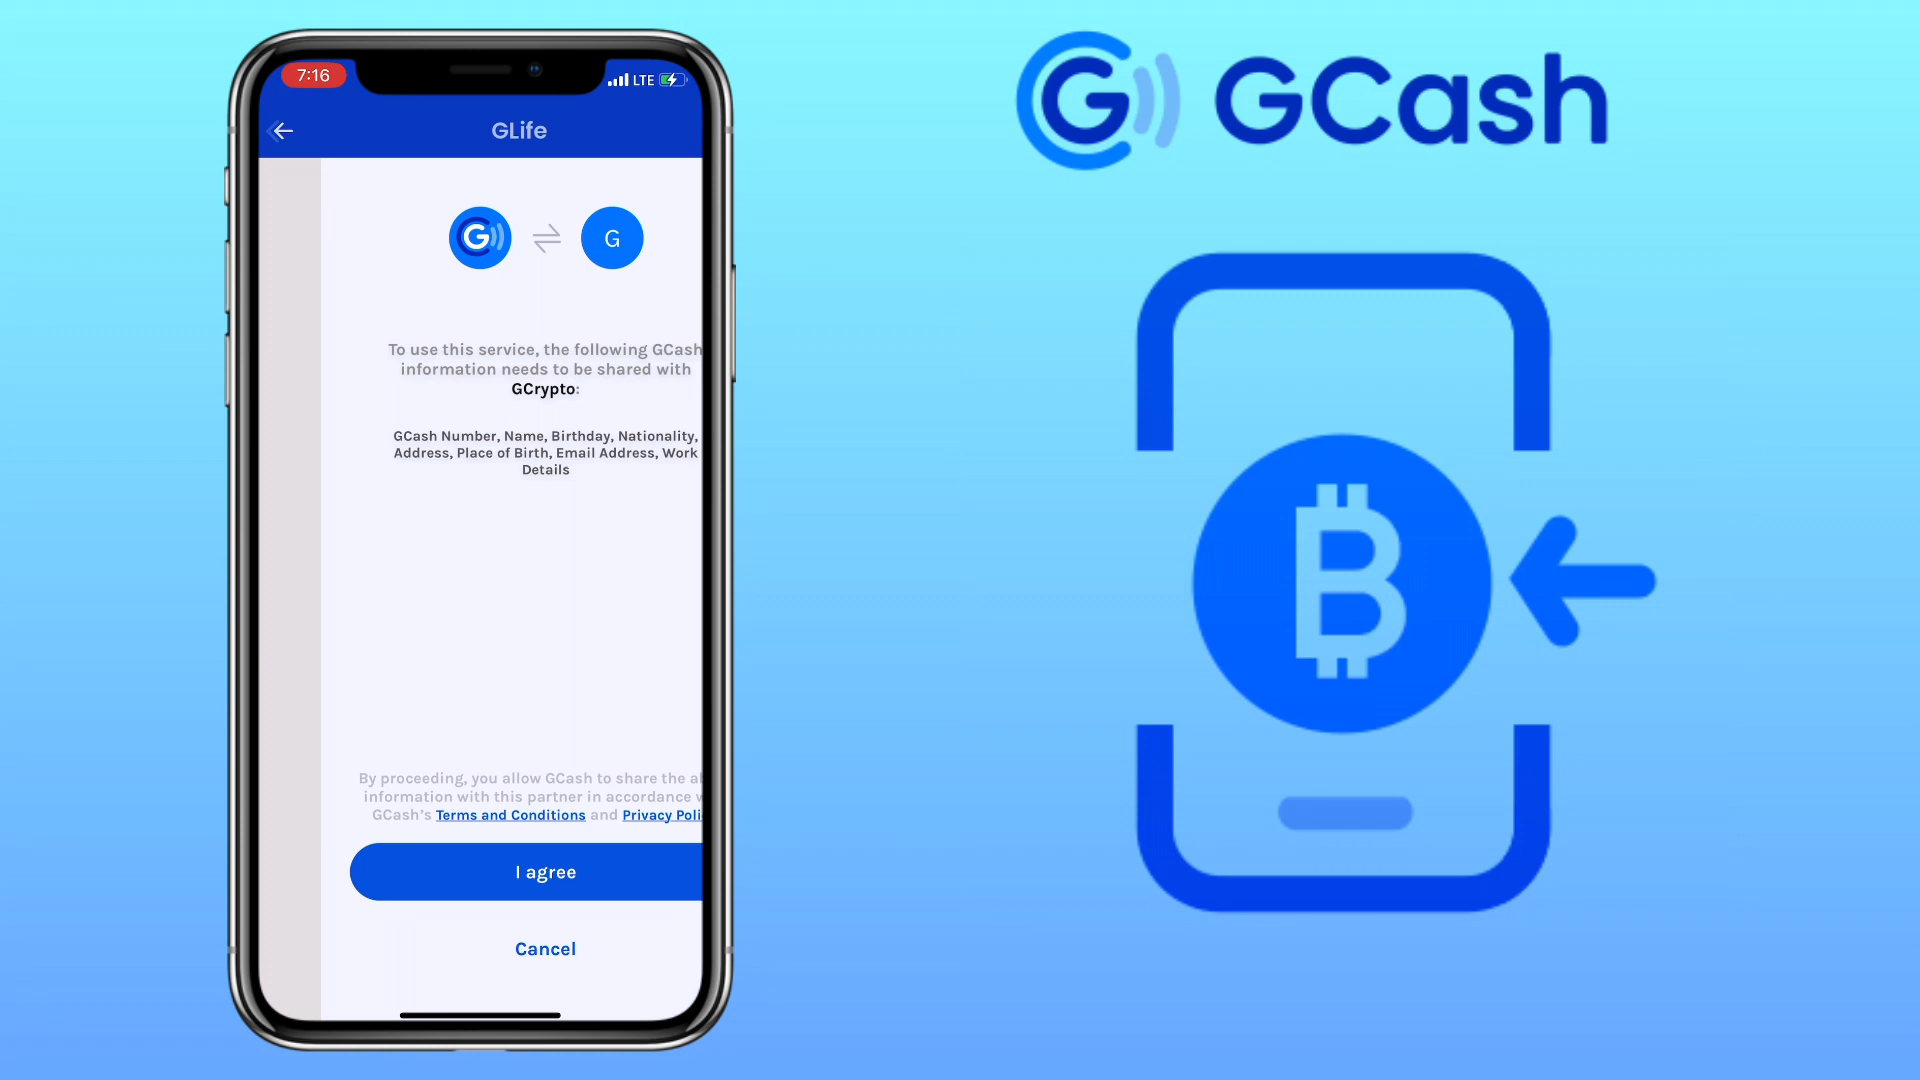 7:16
LTE
GLife
G
G
To use this service, the following GCash
information needs to be shared with
GCrypto:
GCash Number, Name, Birthday, Nationality,
Address, Place of Birth, Email Address, Work
Details
By proceeding, you allow GCash to share the
information with this partner in accordance
GCash's Terms and Conditions and Privacy
I agree
Cancel
G GCash
B